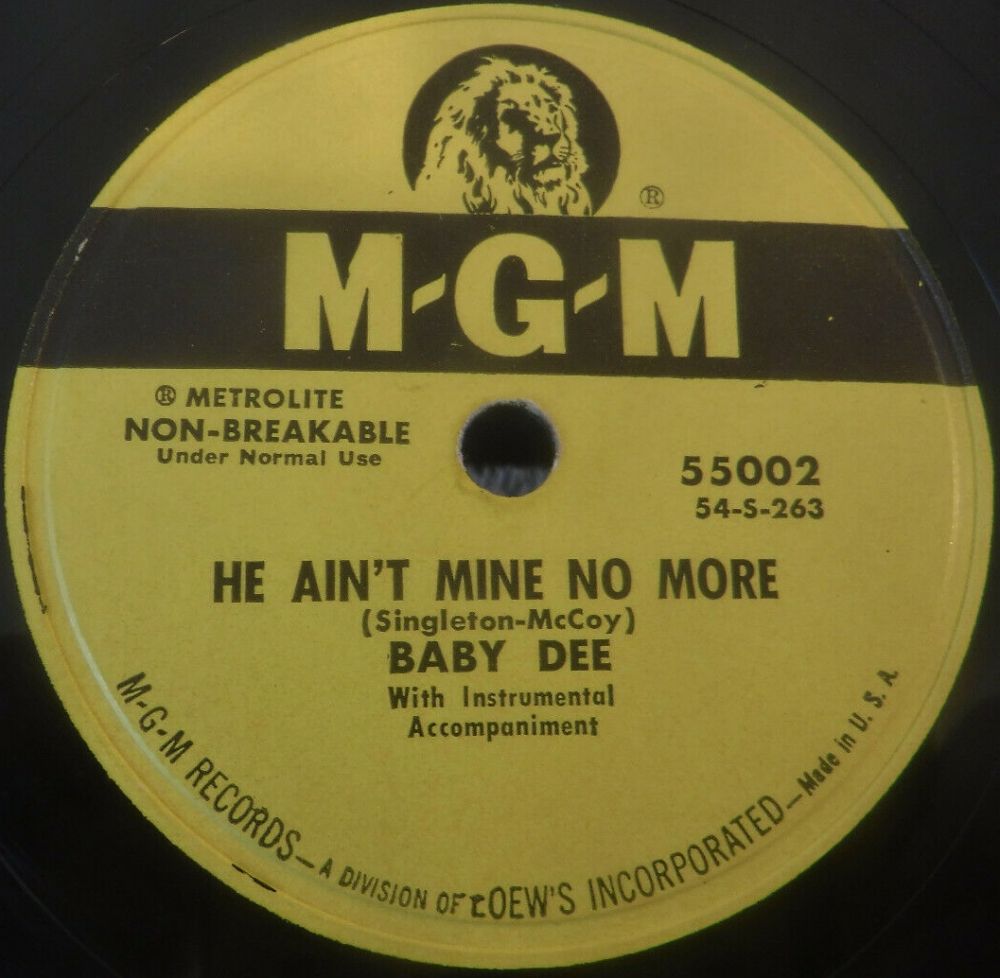 ®
M-G-M
® METROLITE
NON-BREAKABLE
Under Normal Use
55002
54-S-263
HE AIN'T MINE NO MORE
(Singleton-McCoy)
BABY DEE
With Instrumental
Accompaniment
M-G-M RECORDS—A DIVISION OF LOEW'S INCORPORATED—Made in U. S. A.